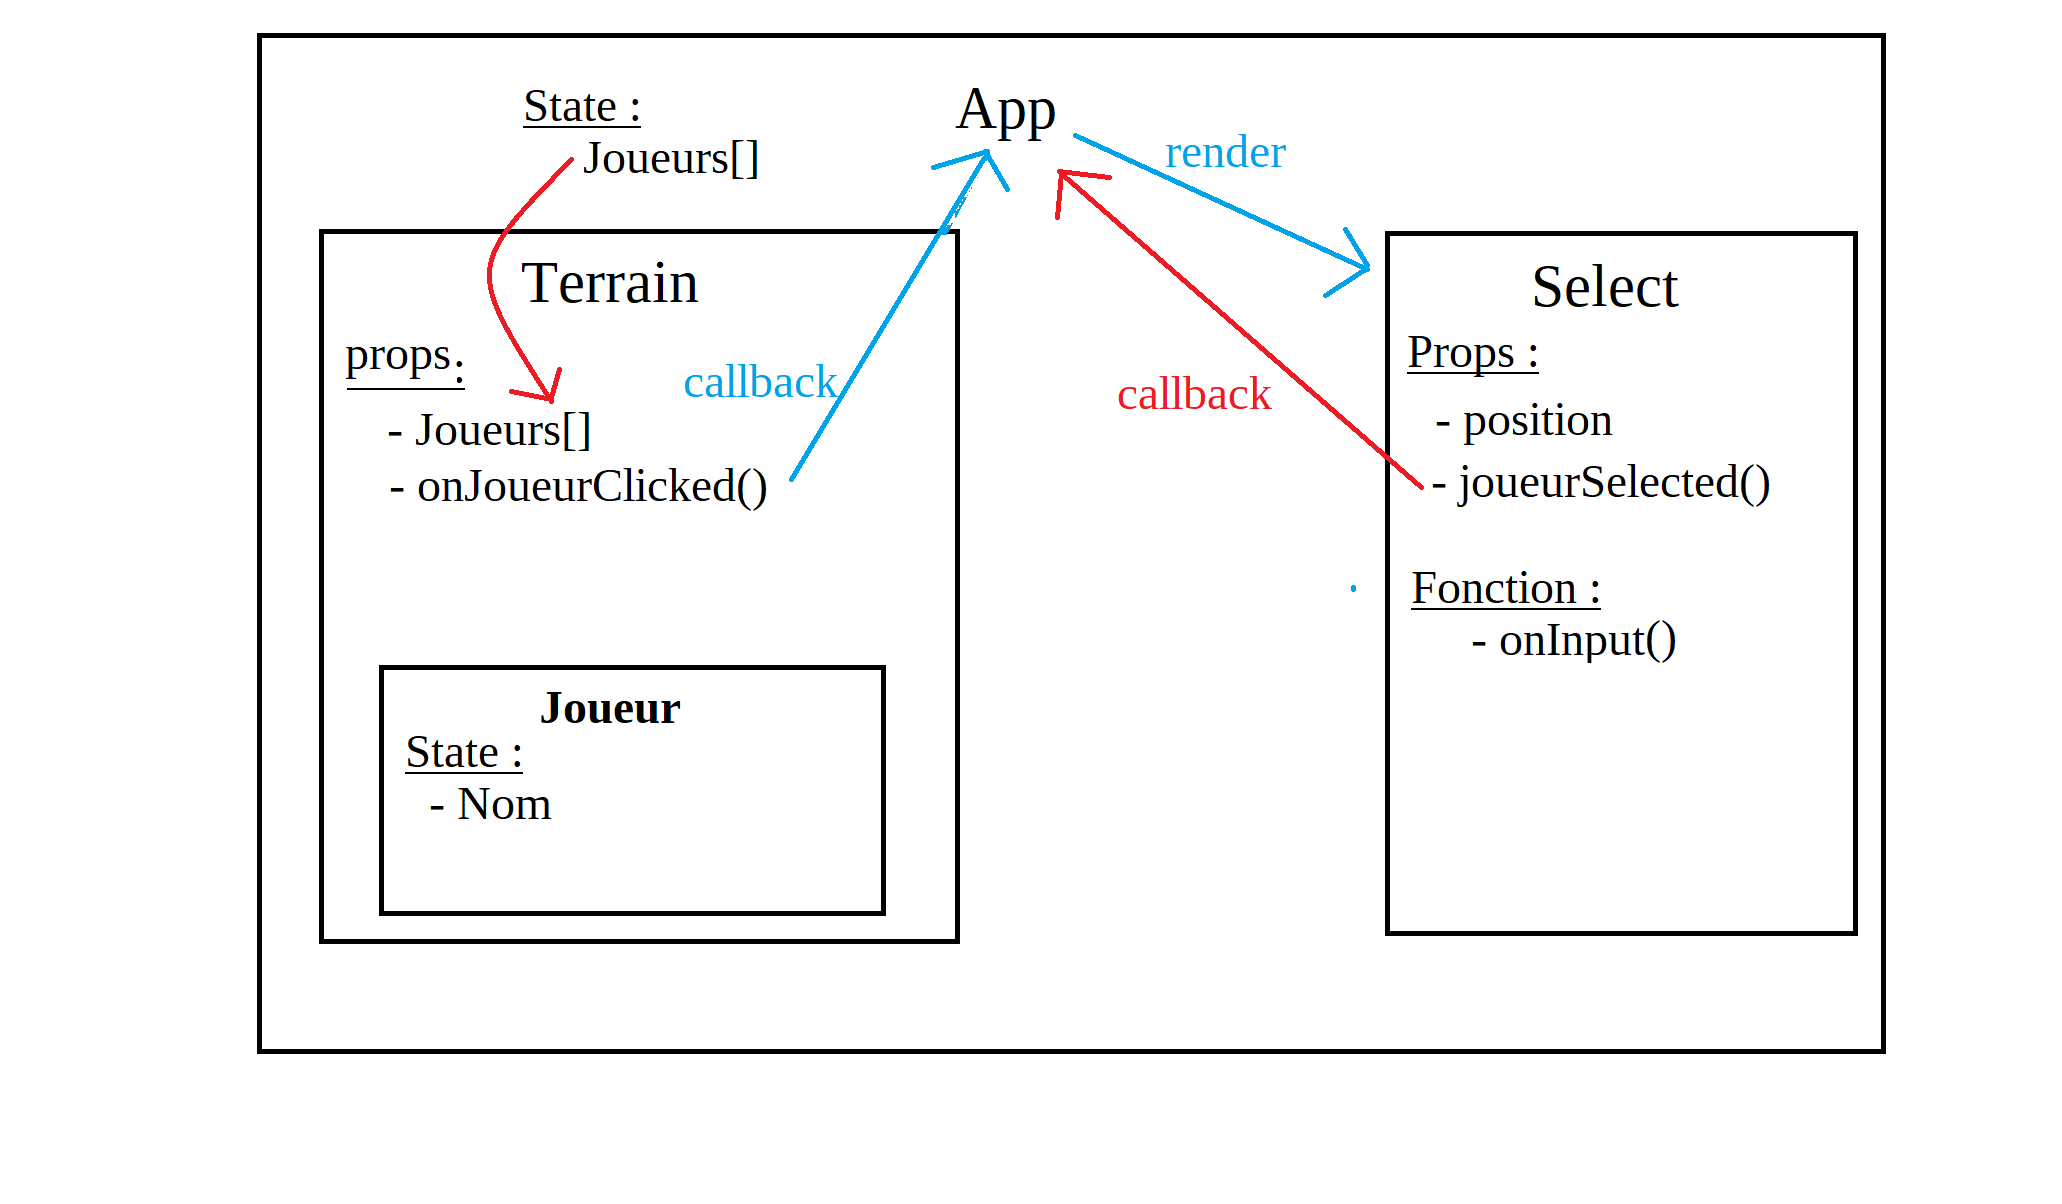 App
State :
Joueurs[]
render
Terrain
props:
- Joueurs[]
- onJoueurClicked()
callback
Joueur
State :
- Nom
callback
Select
Props :
- position
- joueurSelected()
Fonction :
- onInput()